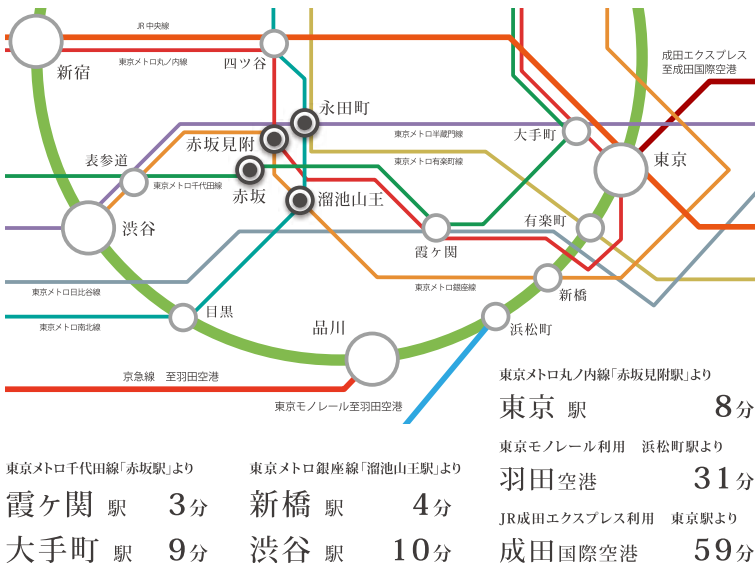 JR中央線
新宿
東京メトロ丸ノ内線
四ツ谷
成田エクスプレス
至成田国際空港
永田町
赤坂見附
東京メトロ半蔵門線
大手町
表参道
東京メトロ有楽町線
東京
赤坂
東京メトロ千代田線
溜池山王
渋谷
有楽町
霞ケ関
東京メトロ日比谷線
東京メトロ銀座線
新橋
目黒
東京メトロ南北線
品川
浜松町
京急線 至羽田空港
東京モノレール至羽田空港
東京メトロ丸ノ内線「赤坂見附駅」より
東京 駅 8分
東京モノレール利用 浜松町駅より
羽田空港 31分
JR成田エクスプレス利用 東京駅より
成田国際空港 59分
東京メトロ千代田線「赤坂駅」より
霞ケ関 駅 3分
大手町 駅 9分
東京メトロ銀座線「溜池山王駅」より
新橋 駅 4分
渋谷 駅 10分